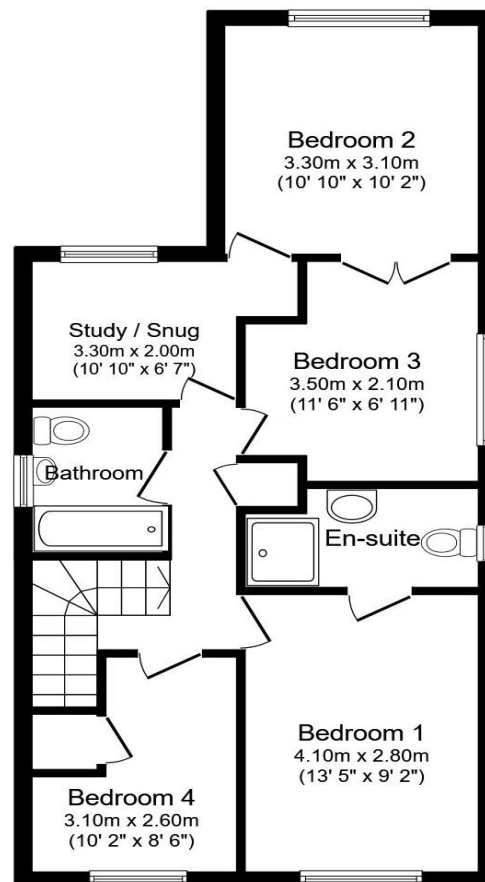 Bedroom 2
3.30m x 3.10m
(10' 10" x 10' 2")
Study / Snug
3.30m x 2.00m
(10' 10" x 6' 7")
Bedroom 3
3.50m x 2.10m
(11' 6" x 6' 11")
Bathroom
En-suite
Bedroom 1
4.10m x 2.80m
(13' 5" x 9' 2")
Bedroom 4
3.10m x 2.60m
(10' 2" x 8' 6")